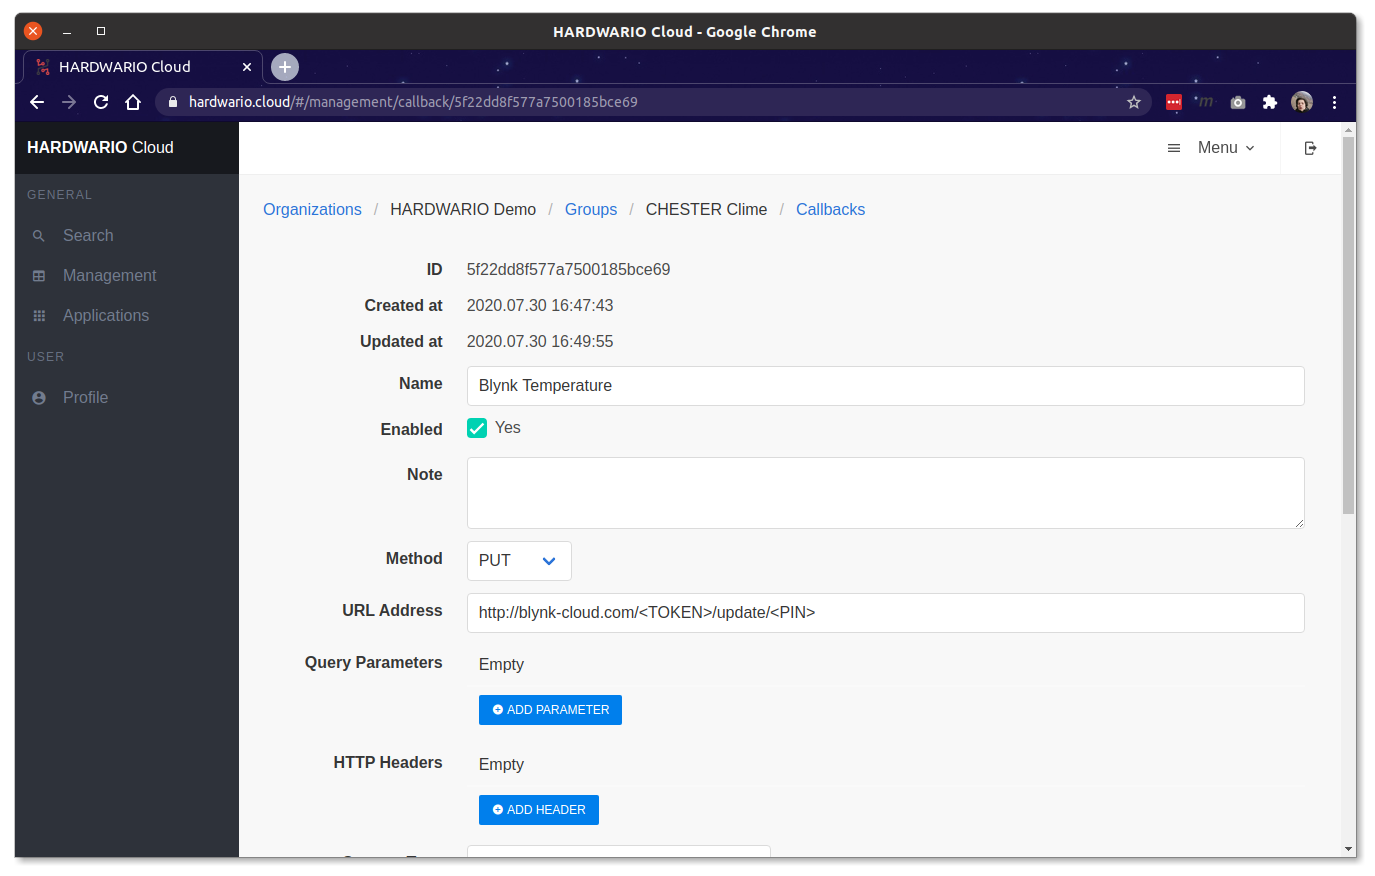 HARDWARIO Cloud - Google Chrome
HARDWARIO Cloud
hardwario.cloud/#/management/callback/5f22dd8f577a7500185bce69
HARDWARIO Cloud
Menu
GENERAL
Search
Management
Applications
USER
Profile
Organizations / HARDWARIO Demo / Groups / CHESTER Clime / Callbacks
ID 5f22dd8f577a7500185bce69
Created at 2020.07.30 16:47:43
Updated at 2020.07.30 16:49:55
Name Blynk Temperature
Enabled Yes
Note
Method PUT
URL Address http://blynk-cloud.com/<TOKEN>/update/<PIN>
Query Parameters Empty
ADD PARAMETER
HTTP Headers Empty
ADD HEADER